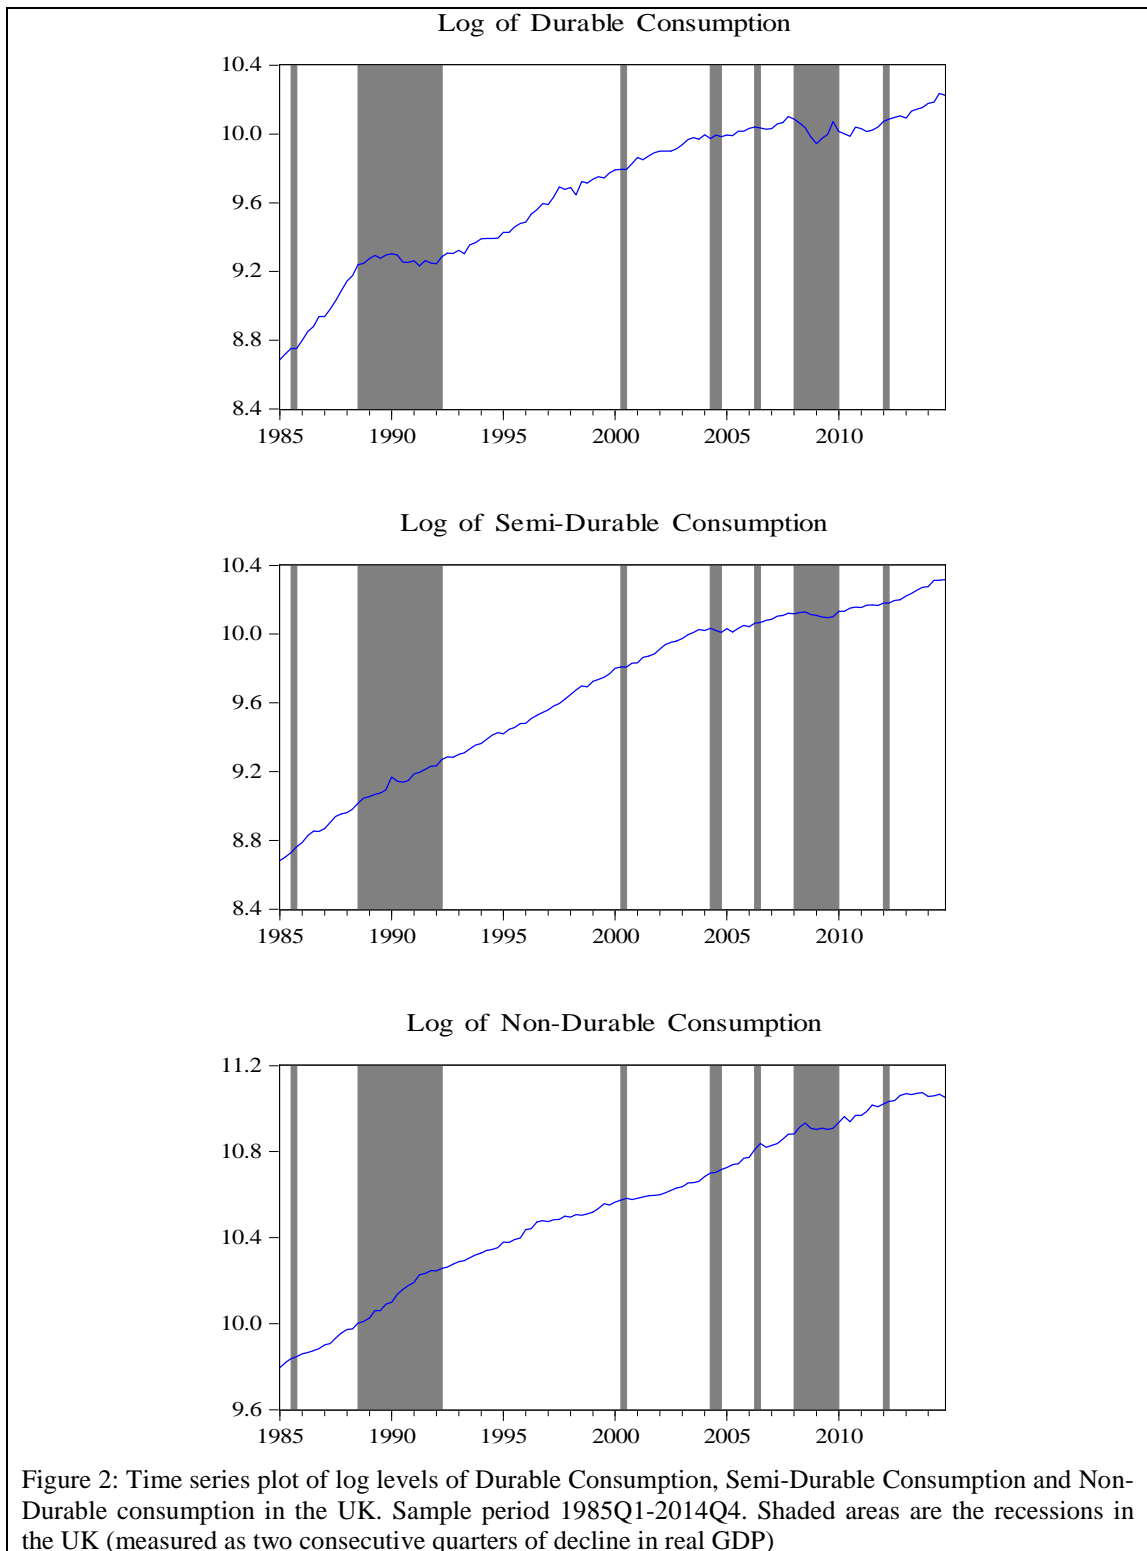 Log of Durable Consumption
10.4
10.0
9.6
9.2
8.8
8.4
1985 1990 1995 2000 2005 2010
Log of Semi-Durable Consumption
10.4
10.0
9.6
9.2
8.8
8.4
1985 1990 1995 2000 2005 2010
Log of Non-Durable Consumption
11.2
10.8
10.4
10.0
9.6
1985 1990 1995 2000 2005 2010
Figure 2: Time series plot of log levels of Durable Consumption, Semi-Durable Consumption and Non-
Durable consumption in the UK. Sample period 1985Q1-2014Q4. Shaded areas are the recessions in
the UK (measured as two consecutive quarters of decline in real GDP)